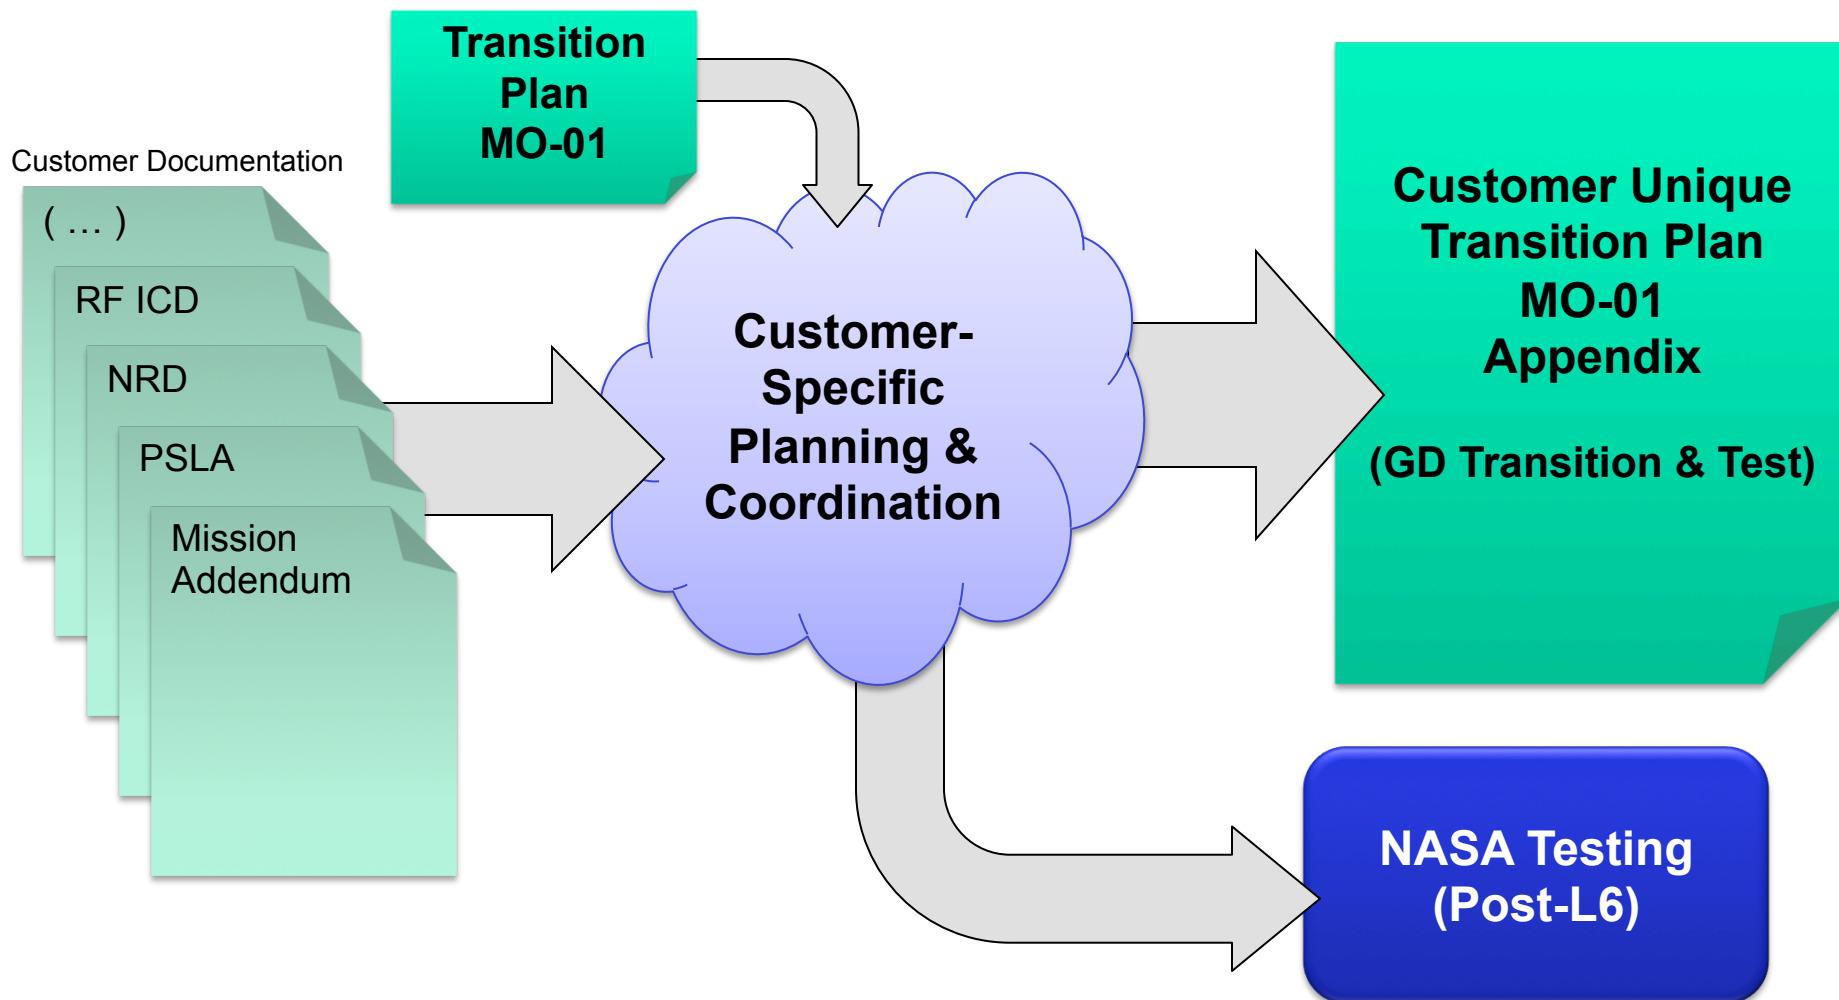 Transition
Plan
MO-01
Customer Documentation
( ... )
RF ICD
NRD
PSLA
Mission
Addendum
Customer-
Specific
Planning &
Coordination
Customer Unique
Transition Plan
MO-01
Appendix
(GD Transition & Test)
NASA Testing
(Post-L6)